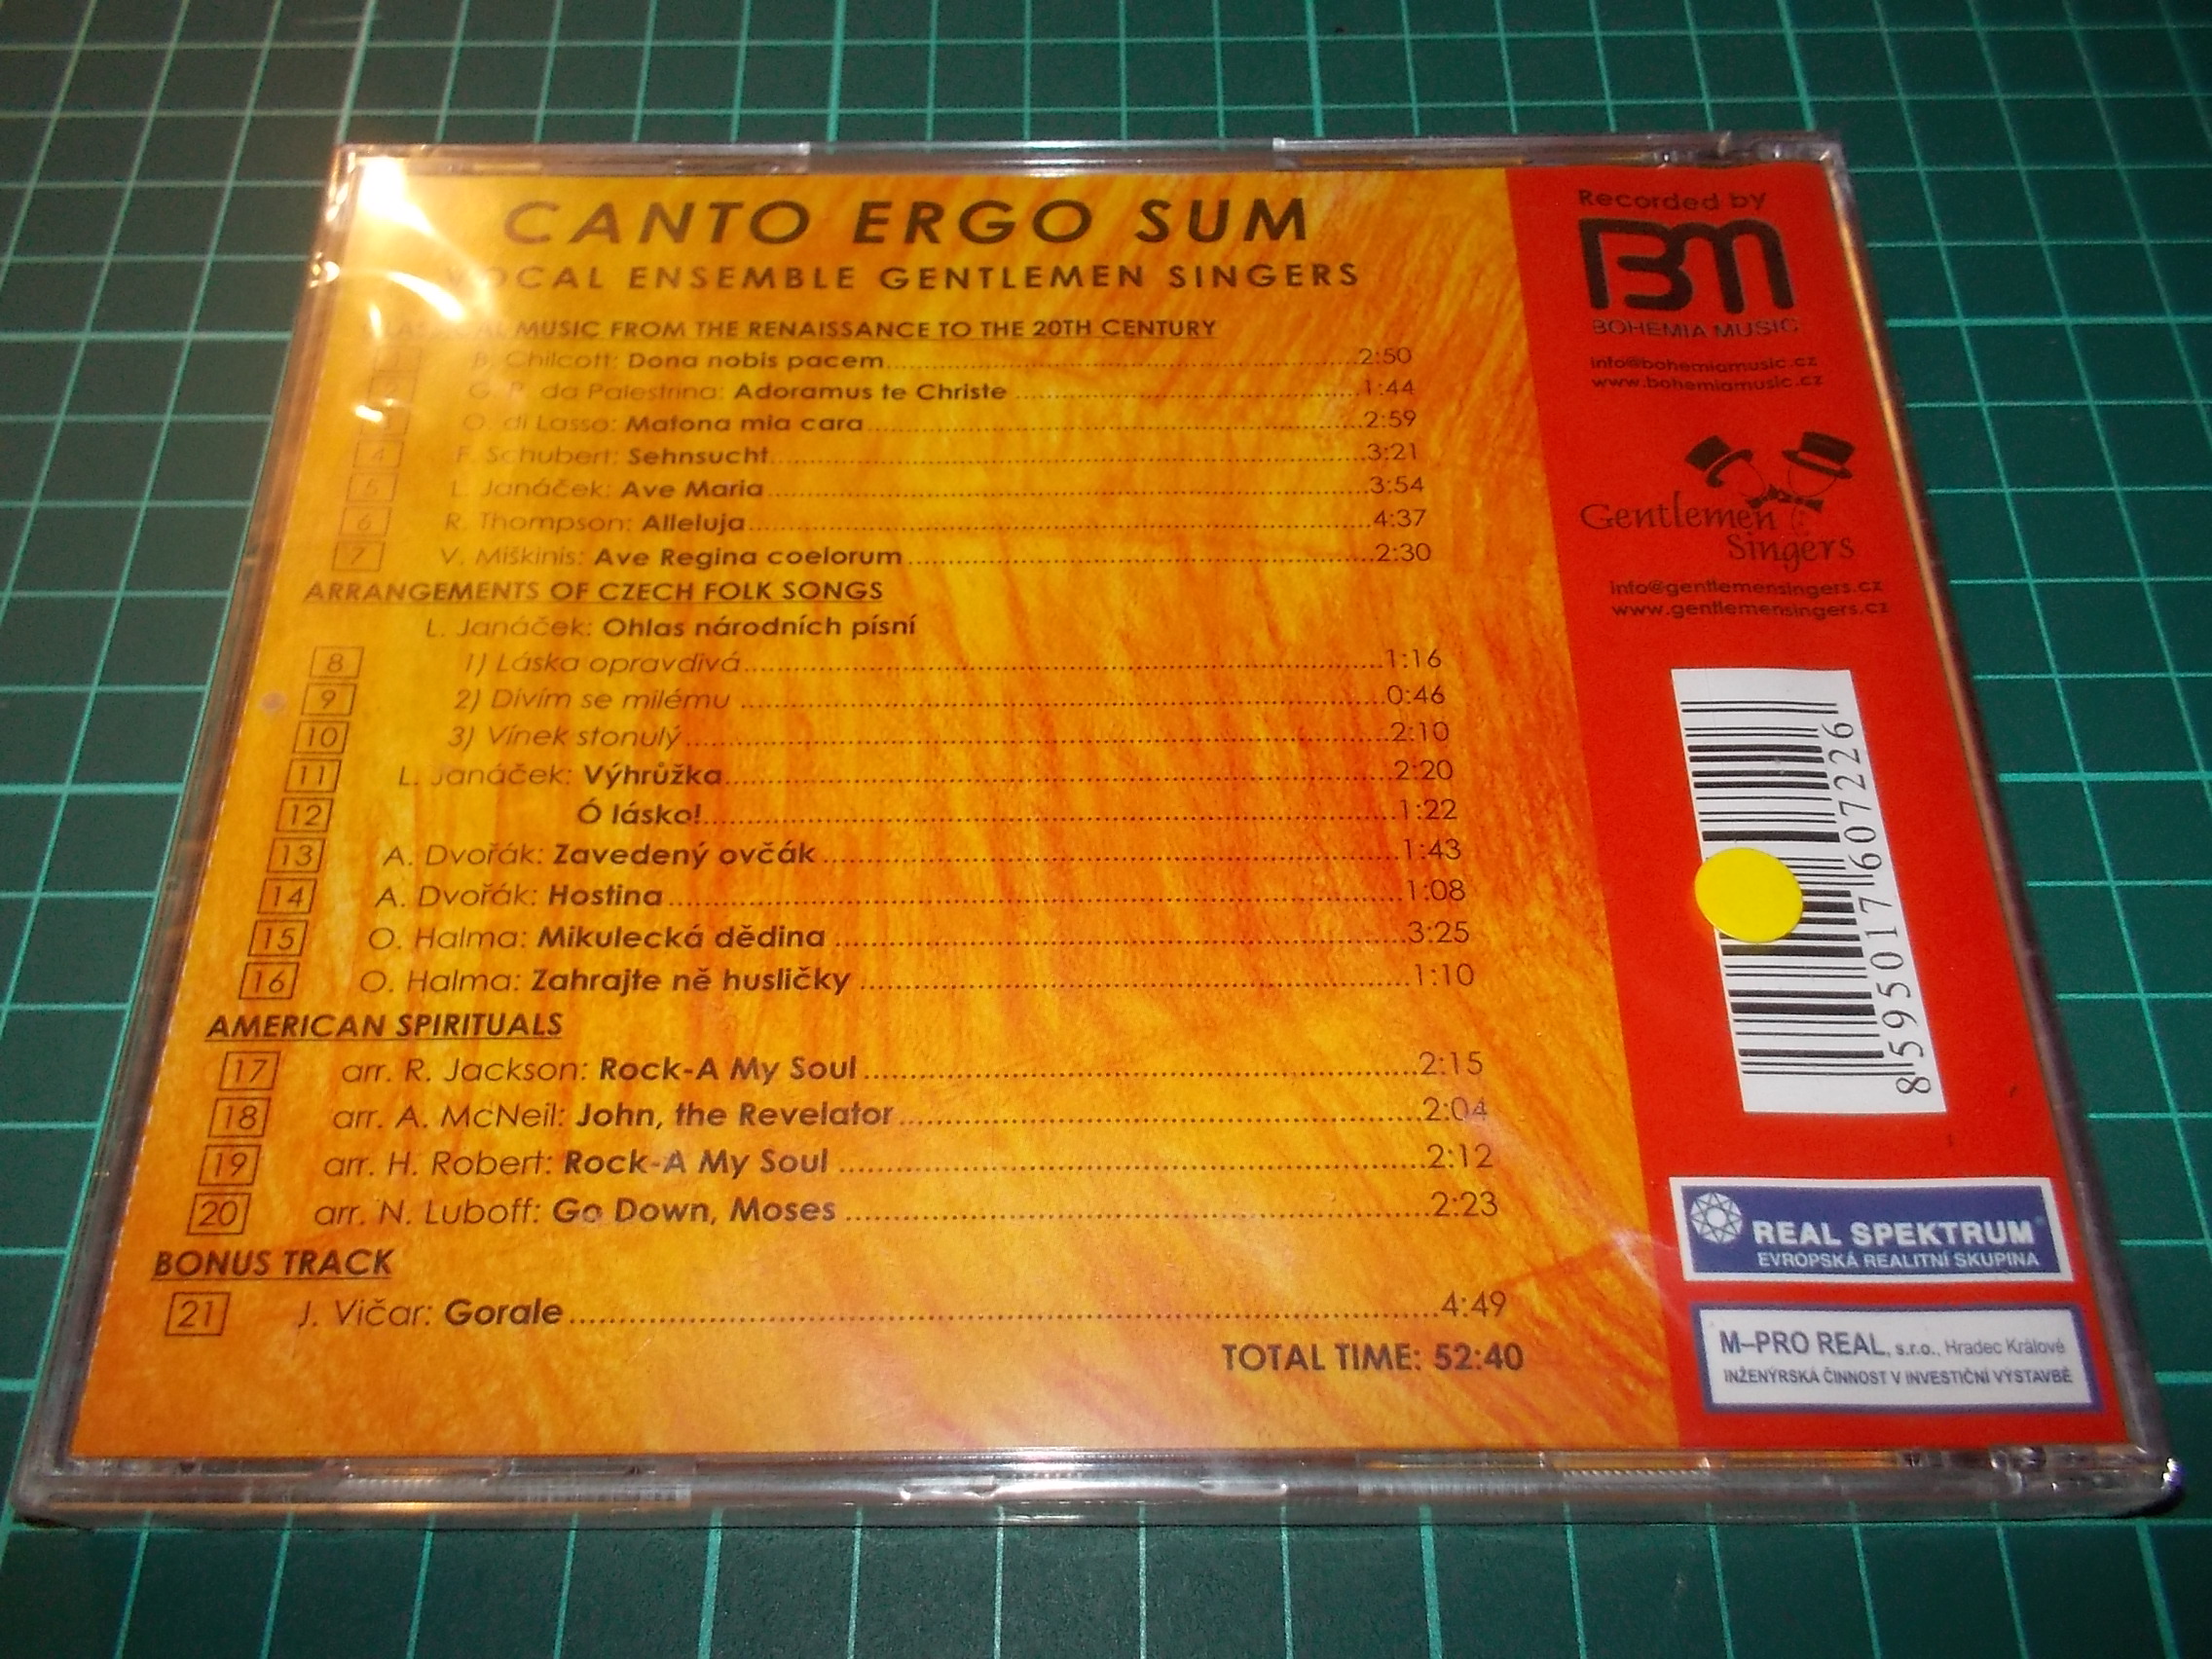 CANTO ERGO SUM
VOCAL ENSEMBLE GENTLEMEN SINGERS
CLASSICAL MUSIC FROM THE RENAISSANCE TO THE 20TH CENTURY
B. Chilcott: Dona nobis pacem 2:50
G. P. da Palestrina: Adoramus te Christe 1:44
O. di Lasso: Matona mia cara 2:59
4 F. Schubert: Sehnsucht 3:21
5 L. Janáček: Ave Maria 3:54
6 R. Thompson: Alleluja 4:37
7 V. Miškinis: Ave Regina coelorum 2:30
ARRANGEMENTS OF CZECH FOLK SONGS
L. Janáček: Ohlas národních písní
8 1) Láska opravdivá 1:16
9 2) Divím se milému 0:46
10 3) Vínek stonulý 2:10
11 L. Janáček: Výhrůžka 2:20
12 Ó lásko! 1:22
13 A. Dvořák: Zavedený ovčák 1:43
14 A. Dvořák: Hostina 1:08
15 O. Halma: Mikulecká dědina 3:25
16 O. Halma: Zahrajte ně husličky 1:10
AMERICAN SPIRITUALS
17 arr. R. Jackson: Rock-A My Soul 2:15
18 arr. A. McNeil: John, the Revelator 2:04
19 arr. H. Robert: Rock-A My Soul 2:12
20 arr. N. Luboff: Go Down, Moses 2:23
BONUS TRACK
21 J. Vičar: Gorale 4:49
TOTAL TIME: 52:40
Recorded by
BM
BOHEMIA MUSIC
info@bohemiamusic.cz
www.bohemiamusic.cz
Gentlemen
Singers
info@gentlemensingers.cz
www.gentlemensingers.cz
8 595017 607226
REAL SPEKTRUM
EVROPSKÁ REALITNÍ SKUPINA
M–PRO REAL, s.r.o., Hradec Králové
INŽENÝRSKÁ ČINNOST V INVESTIČNÍ VÝSTAVBĚ